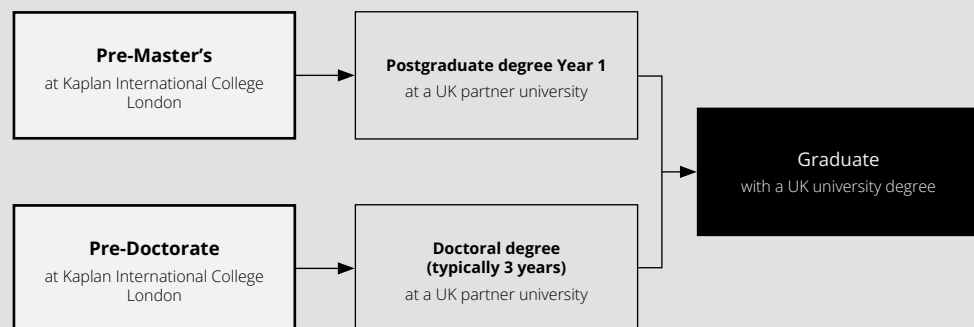 Pre-Master’s
at Kaplan International College
London
Postgraduate degree Year 1
at a UK partner university
Graduate
with a UK university degree
Pre-Doctorate
at Kaplan International College
London
Doctoral degree
(typically 3 years)
at a UK partner university